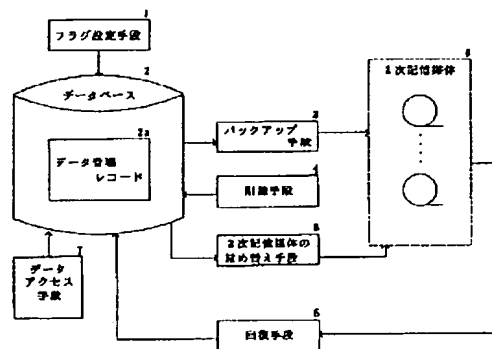 1
フラグ設定手段
2
データベース
2a
データ管理
レコード
3
バックアップ
手段
4
削除手段
8
2次記憶媒体の
詰め替え手段
2次記憶媒体
7
データ
アクセス
手段
回復手段